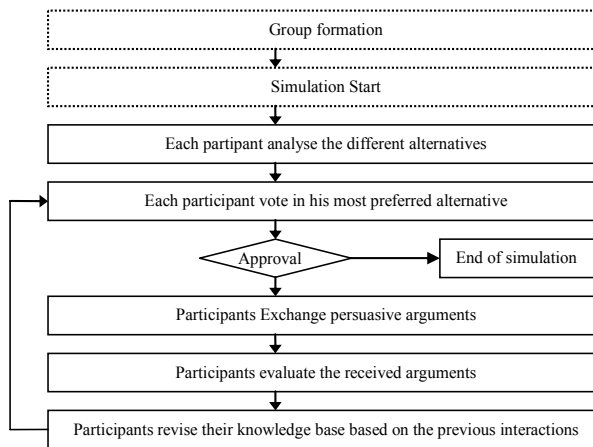 Group formation
Simulation Start
Each partipant analyse the different alternatives
Each participant vote in his most preferred alternative
Approval
End of simulation
Participants Exchange persuasive arguments
Participants evaluate the received arguments
Participants revise their knowledge base based on the previous interactions